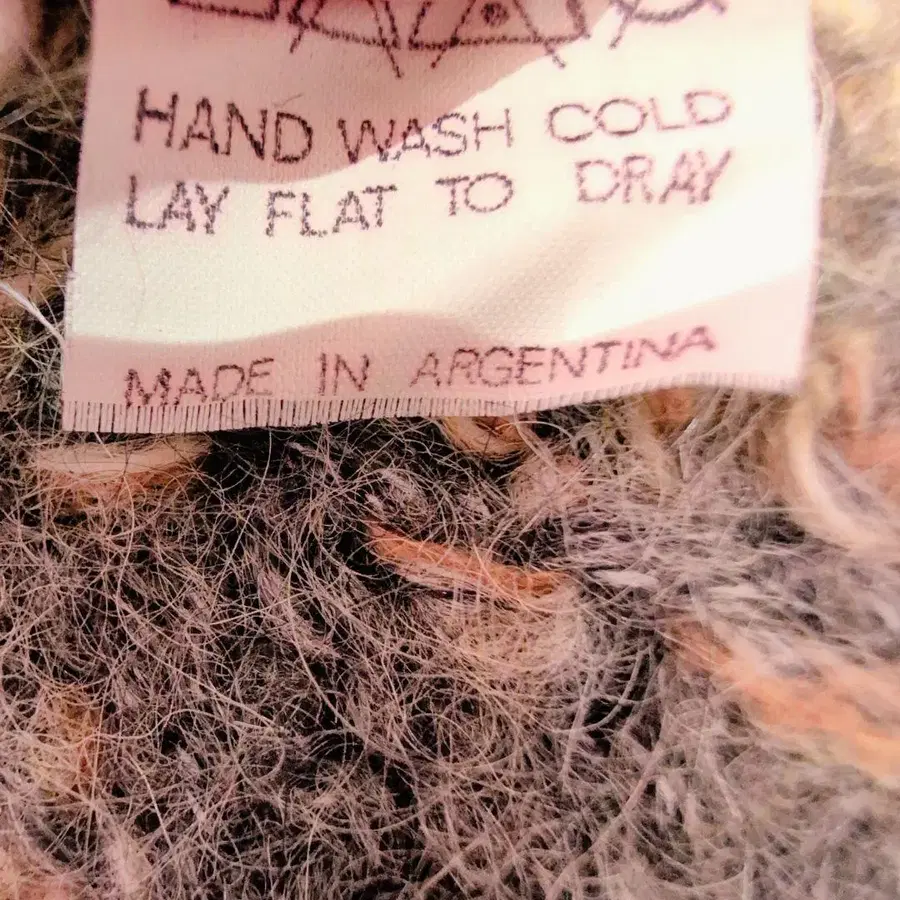 HAND WASH COLD
LAY FLAT TO DRAY
MADE IN ARGENTINA